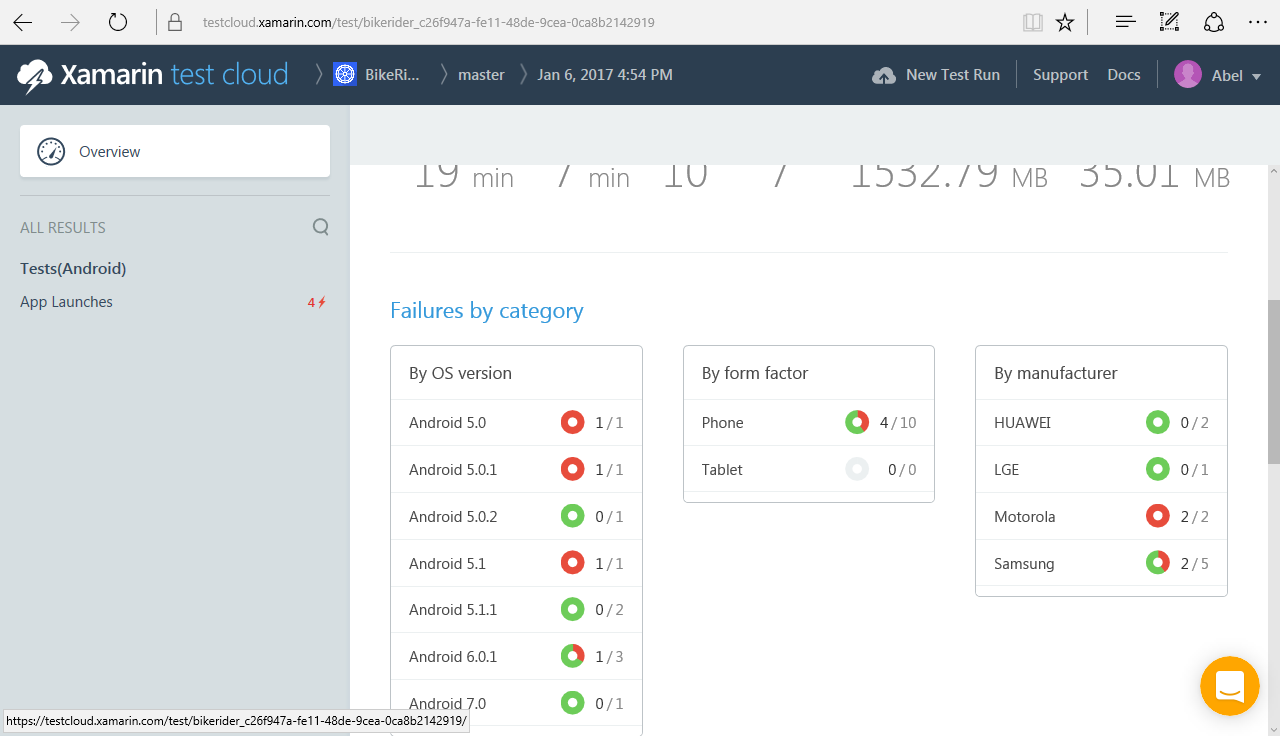 testcloud.xamarin.com/test/bikerider_c26f947a-fe11-48de-9cea-0ca8b2142919
Xamarin test cloud
BikeRi...
master
Jan 6, 2017 4:54 PM
New Test Run
Support
Docs
Abel
Overview
ALL RESULTS
Tests(Android)
App Launches 4
19 min 7 min 10 7 1532.79 MB 35.01 MB
Failures by category
By OS version
Android 5.0 1 / 1
Android 5.0.1 1 / 1
Android 5.0.2 0 / 1
Android 5.1 1 / 1
Android 5.1.1 0 / 2
Android 6.0.1 1 / 3
Android 7.0 0 / 1
By form factor
Phone 4 / 10
Tablet 0 / 0
By manufacturer
HUAWEI 0 / 2
LGE 0 / 1
Motorola 2 / 2
Samsung 2 / 5
https://testcloud.xamarin.com/test/bikerider_c26f947a-fe11-48de-9cea-0ca8b2142919/